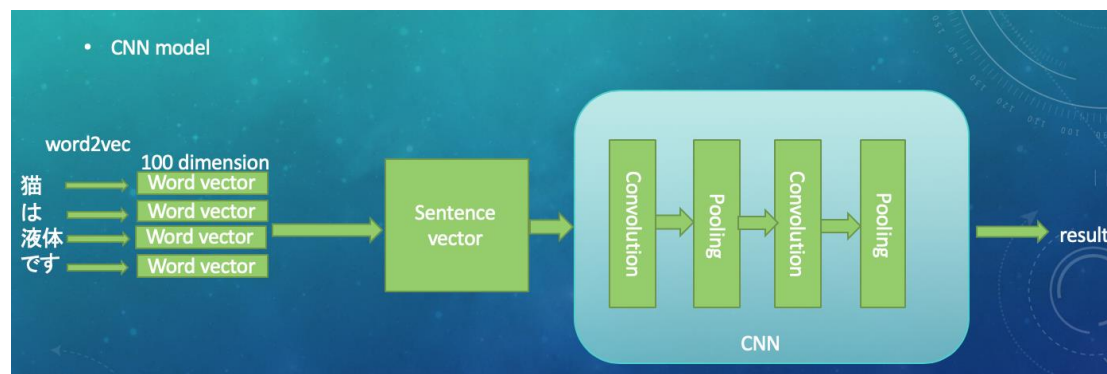 • CNN model
word2vec
100 dimension
猫
は
液体
です
Word vector
Word vector
Word vector
Word vector
Sentence
vector
Convolution
Pooling
Convolution
Pooling
CNN
result